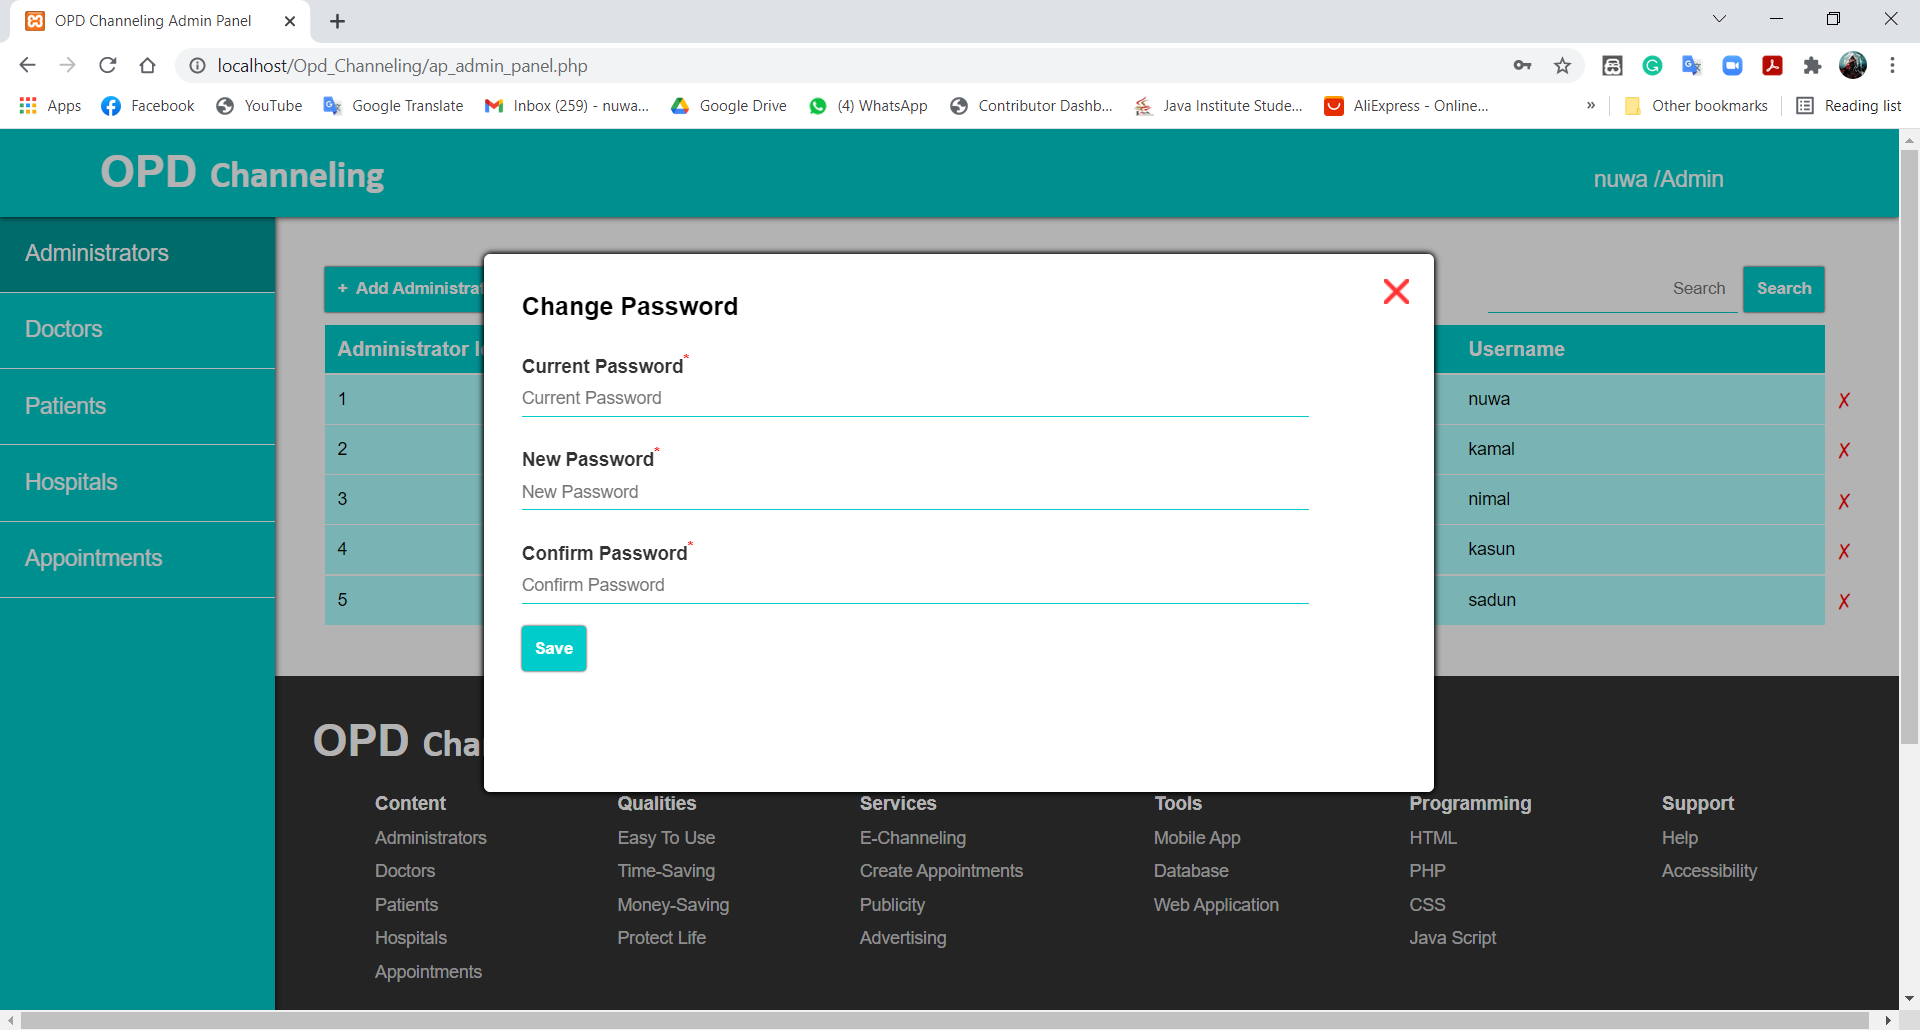 OPD Channeling Admin Panel
localhost/Opd_Channeling/ap_admin_panel.php
Apps Facebook YouTube Google Translate Inbox (259) - nuwa... Google Drive (4) WhatsApp Contributor Dashb... Java Institute Stude... AliExpress - Online... » Other bookmarks Reading list
OPD Channeling
nuwa /Admin
Administrators
Doctors
Patients
Hospitals
Appointments
+ Add Administrat
Search Search
Administrator I Username
1 nuwa ✗
2 kamal ✗
3 nimal ✗
4 kasun ✗
5 sadun ✗
Change Password
Current Password*
Current Password
New Password*
New Password
Confirm Password*
Confirm Password
Save
OPD Cha
Content
Administrators
Doctors
Patients
Hospitals
Appointments
Qualities
Easy To Use
Time-Saving
Money-Saving
Protect Life
Services
E-Channeling
Create Appointments
Publicity
Advertising
Tools
Mobile App
Database
Web Application
Programming
HTML
PHP
CSS
Java Script
Support
Help
Accessibility